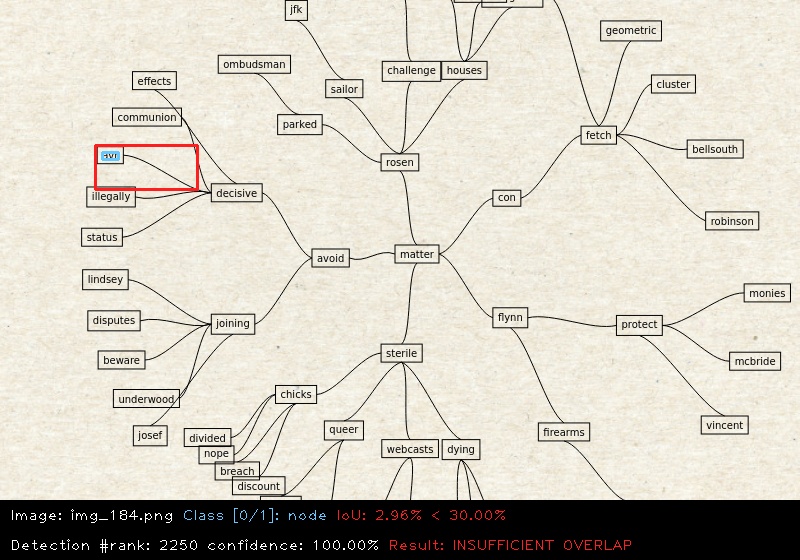 jfk
geometric
ombudsman
challenge
houses
effects
cluster
sailor
communion
parked
fetch
bellsouth
avr
rosen
illegally
decisive
con
robinson
status
avoid
matter
lindsey
monies
disputes
joining
flynn
protect
beware
sterile
mcbride
underwood
chicks
josef
divided
queer
firearms
vincent
nope
webcasts
dying
breach
discount
Image: img_184.png Class [0/1]: node IoU: 2.96% < 30.00%
Detection #rank: 2250 confidence: 100.00% Result: INSUFFICIENT OVERLAP